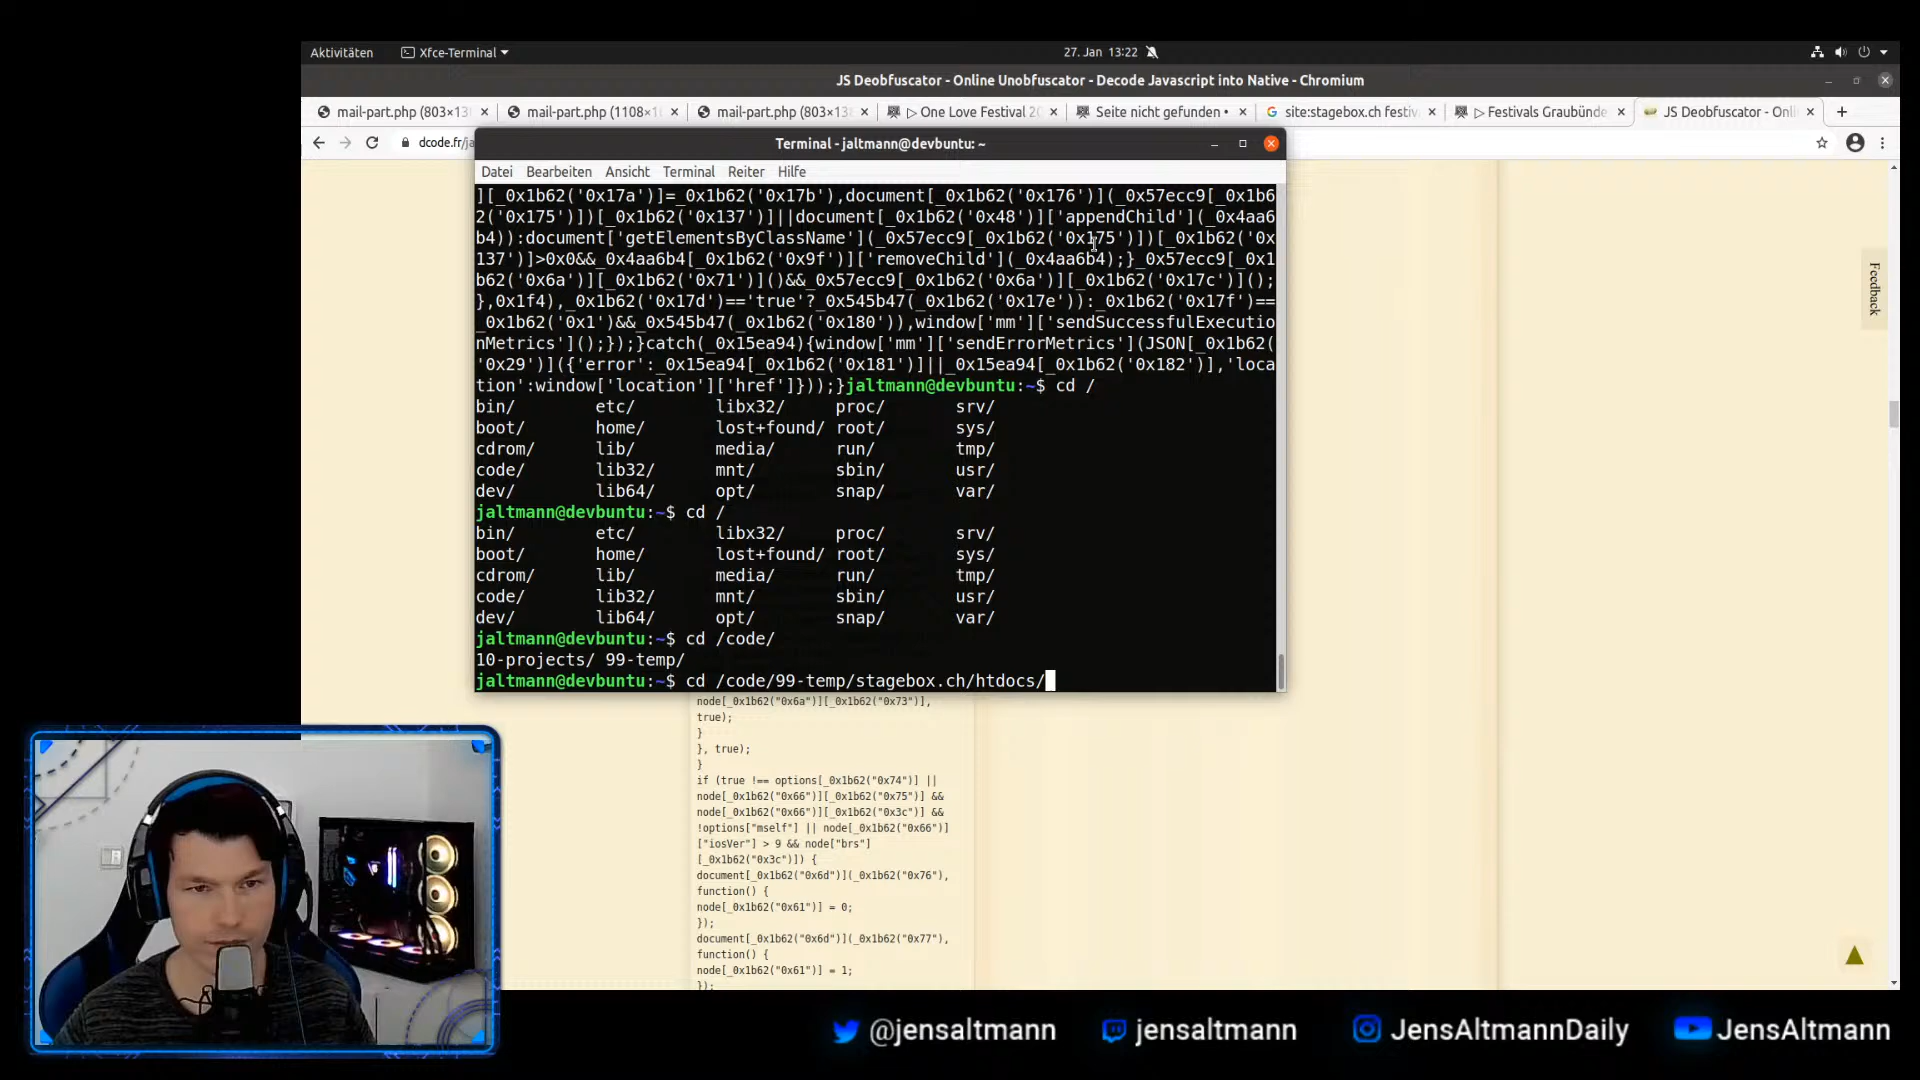 Aktivitäten
Xfce-Terminal
27. Jan 13:22
JS Deobfuscator - Online Unobfuscator - Decode Javascript into Native - Chromium
mail-part.php (803×13
mail-part.php (1108×1
mail-part.php (803×13
One Love Festival 20
Seite nicht gefunden •
site:stagebox.ch festiv
Festivals Graubünde
JS Deobfuscator - Onli
dcode.fr/ja
Terminal - jaltmann@devbuntu: ~
Datei Bearbeiten Ansicht Terminal Reiter Hilfe
][_0x1b62('0x17a')]=_0x1b62('0x17b'),document[_0x1b62('0x176')](_0x57ecc9[_0x1b6
2('0x175')])[_0x1b62('0x137')]||document[_0x1b62('0x48')]['appendChild'](_0x4aa6
b4)):document['getElementsByClassName'](_0x57ecc9[_0x1b62('0x175')])[_0x1b62('0x
137')]>0x0&&_0x4aa6b4[_0x1b62('0x9f')]['removeChild'](_0x4aa6b4);}_0x57ecc9[_0x1
b62('0x6a')][_0x1b62('0x71')]()&&_0x57ecc9[_0x1b62('0x6a')][_0x1b62('0x17c')]();
},0x1f4),_0x1b62('0x17d')=='true'?_0x545b47(_0x1b62('0x17e')):_0x1b62('0x17f')==
_0x1b62('0x1')&&_0x545b47(_0x1b62('0x180')),window['mm']['sendSuccessfulExecutio
nMetrics']();});}catch(_0x15ea94){window['mm']['sendErrorMetrics'](JSON[_0x1b62(
'0x29')]({'error':_0x15ea94[_0x1b62('0x181')]||_0x15ea94[_0x1b62('0x182')],'loca
tion':window['location']['href']}));}jaltmann@devbuntu:~$ cd /
bin/ etc/ libx32/ proc/ srv/
boot/ home/ lost+found/ root/ sys/
cdrom/ lib/ media/ run/ tmp/
code/ lib32/ mnt/ sbin/ usr/
dev/ lib64/ opt/ snap/ var/
jaltmann@devbuntu:~$ cd /
bin/ etc/ libx32/ proc/ srv/
boot/ home/ lost+found/ root/ sys/
cdrom/ lib/ media/ run/ tmp/
code/ lib32/ mnt/ sbin/ usr/
dev/ lib64/ opt/ snap/ var/
jaltmann@devbuntu:~$ cd /code/
10-projects/ 99-temp/
jaltmann@devbuntu:~$ cd /code/99-temp/stagebox.ch/htdocs/
node[_0x1b62("0x6a")][_0x1b62("0x73")],
true);
}
}, true);
}
if (true !== options[_0x1b62("0x74")] ||
node[_0x1b62("0x66")][_0x1b62("0x75")] &&
node[_0x1b62("0x66")][_0x1b62("0x3c")] &&
!options["mself"] || node[_0x1b62("0x66")]
["iosVer"] > 9 && node["brs"]
[_0x1b62("0x3c")]) {
document[_0x1b62("0x6d")](_0x1b62("0x76"),
function() {
node[_0x1b62("0x61")] = 0;
});
document[_0x1b62("0x6d")](_0x1b62("0x77"),
function() {
node[_0x1b62("0x61")] = 1;
});
Feedback
@jensaltmann
jensaltmann
JensAltmannDaily
JensAltmann